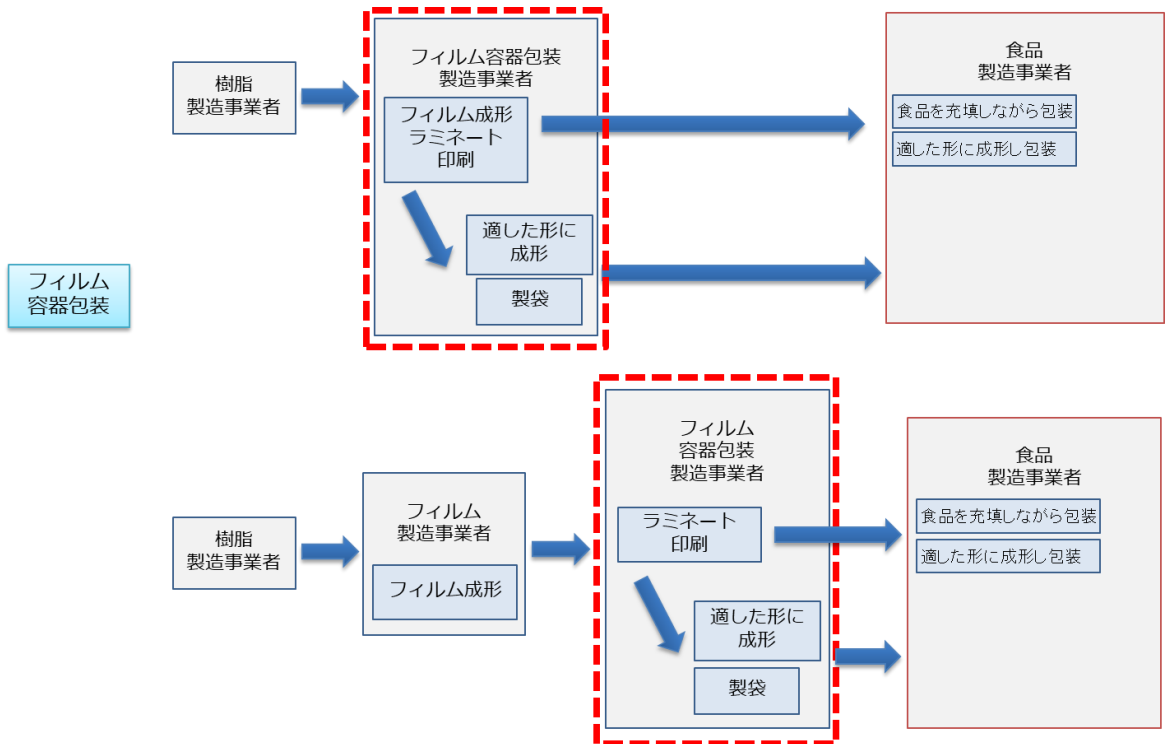 フィルム
容器包装
樹脂
製造事業者
フィルム容器包装
製造事業者
フィルム成形
ラミネート
印刷
適した形に
成形
製袋
食品
製造事業者
食品を充填しながら包装
適した形に成形し包装
樹脂
製造事業者
フィルム
製造事業者
フィルム成形
フィルム
容器包装
製造事業者
ラミネート
印刷
適した形に
成形
製袋
食品
製造事業者
食品を充填しながら包装
適した形に成形し包装